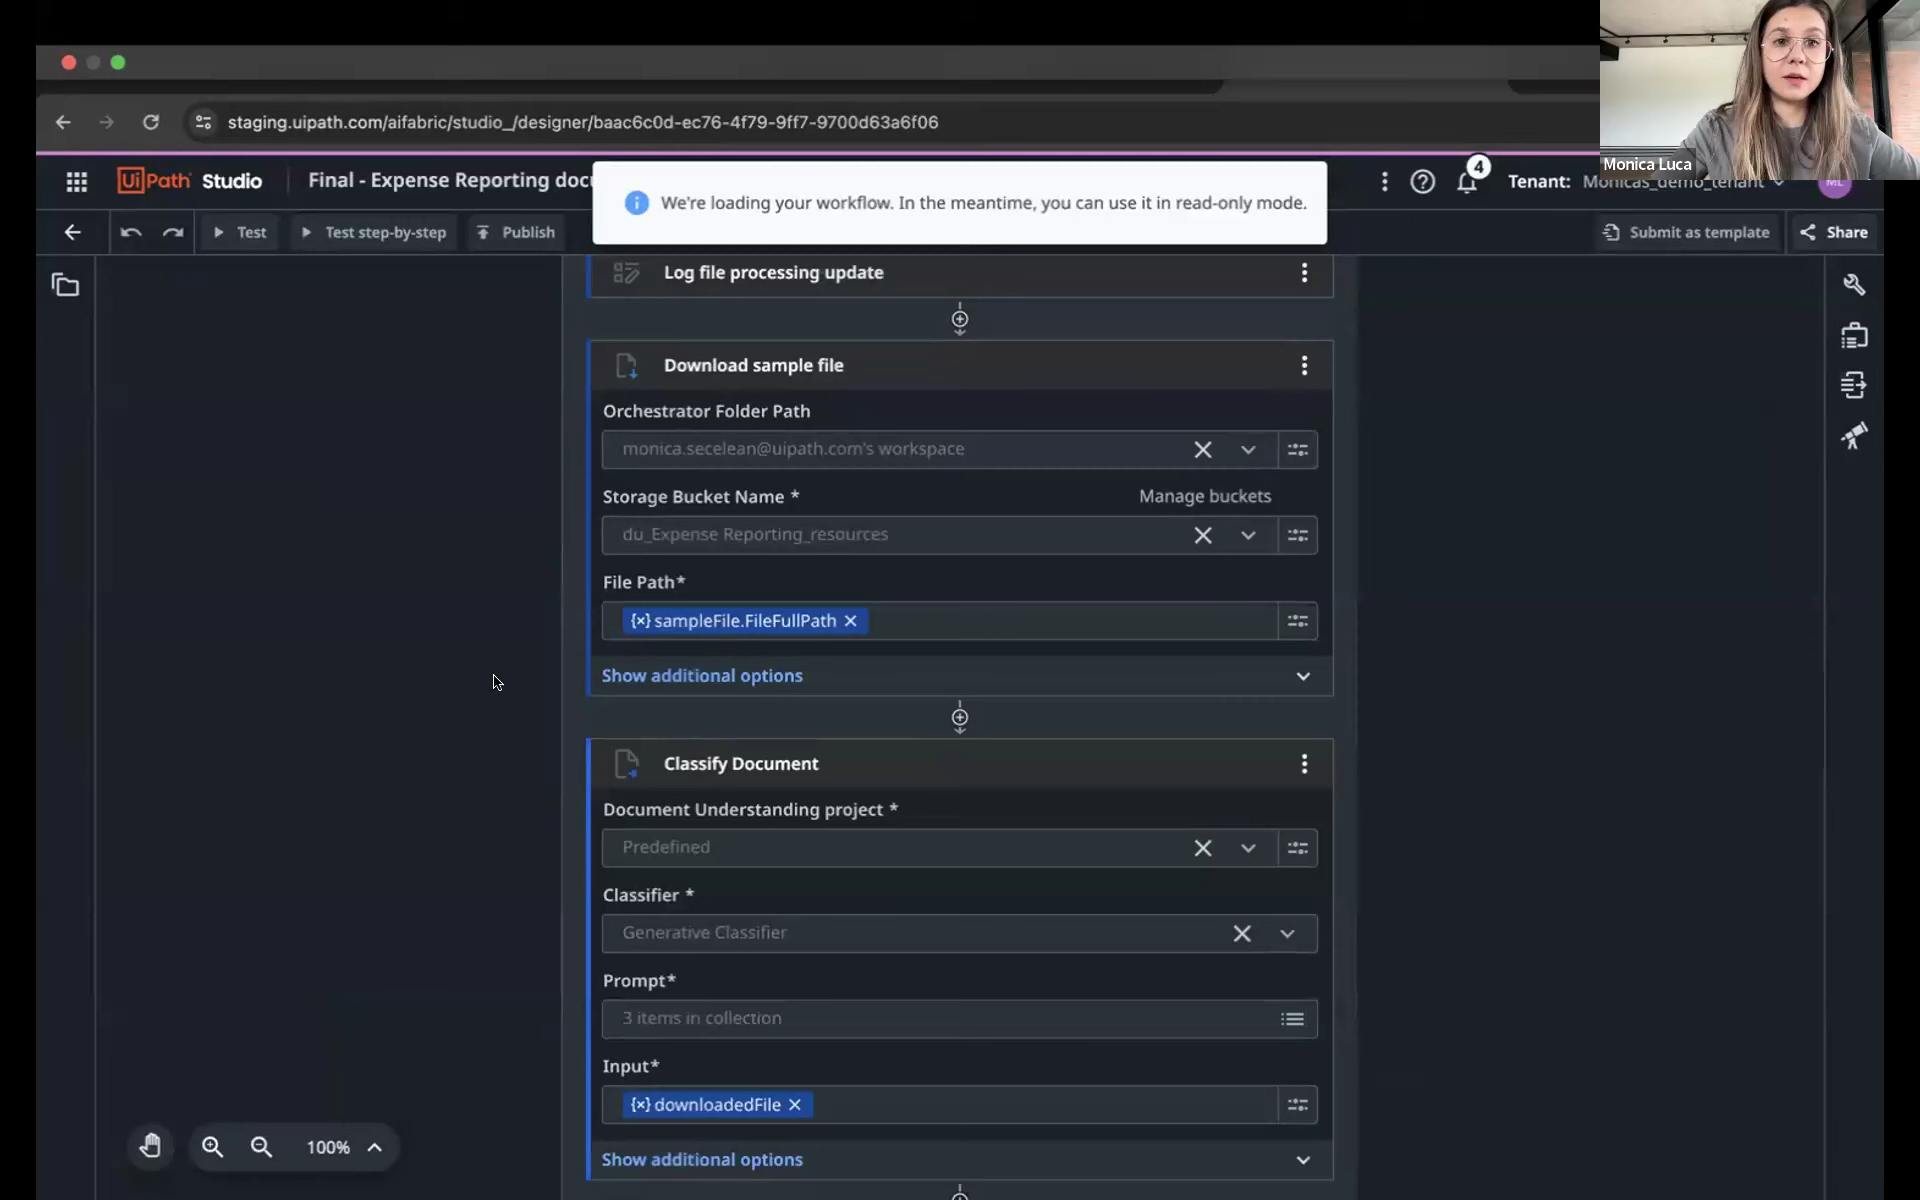 Monica Luca
staging.uipath.com/aifabric/studio_/designer/baac6c0d-ec76-4f79-9ff7-9700d63a6f06
UiPath Studio
Final - Expense Reporting
We're loading your workflow. In the meantime, you can use it in read-only mode.
4
Tenant: Monicas_demo_tenant
ML
Test
Test step-by-step
Publish
Submit as template
Share
Log file processing update
Download sample file
Orchestrator Folder Path
monica.secelean@uipath.com's workspace
Storage Bucket Name *
Manage buckets
du_Expense Reporting_resources
File Path*
{×} sampleFile.FileFullPath
Show additional options
Classify Document
Document Understanding project *
Predefined
Classifier *
Generative Classifier
Prompt*
3 items in collection
Input*
{×} downloadedFile
Show additional options
100%